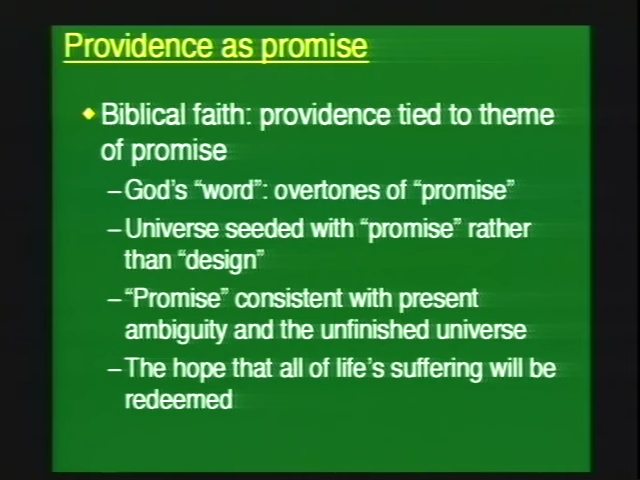 Providence as promise
◆ Biblical faith: providence tied to theme
of promise
–God's “word”: overtones of “promise”
–Universe seeded with “promise” rather
than “design”
–“Promise” consistent with present
ambiguity and the unfinished universe
–The hope that all of life's suffering will be
redeemed